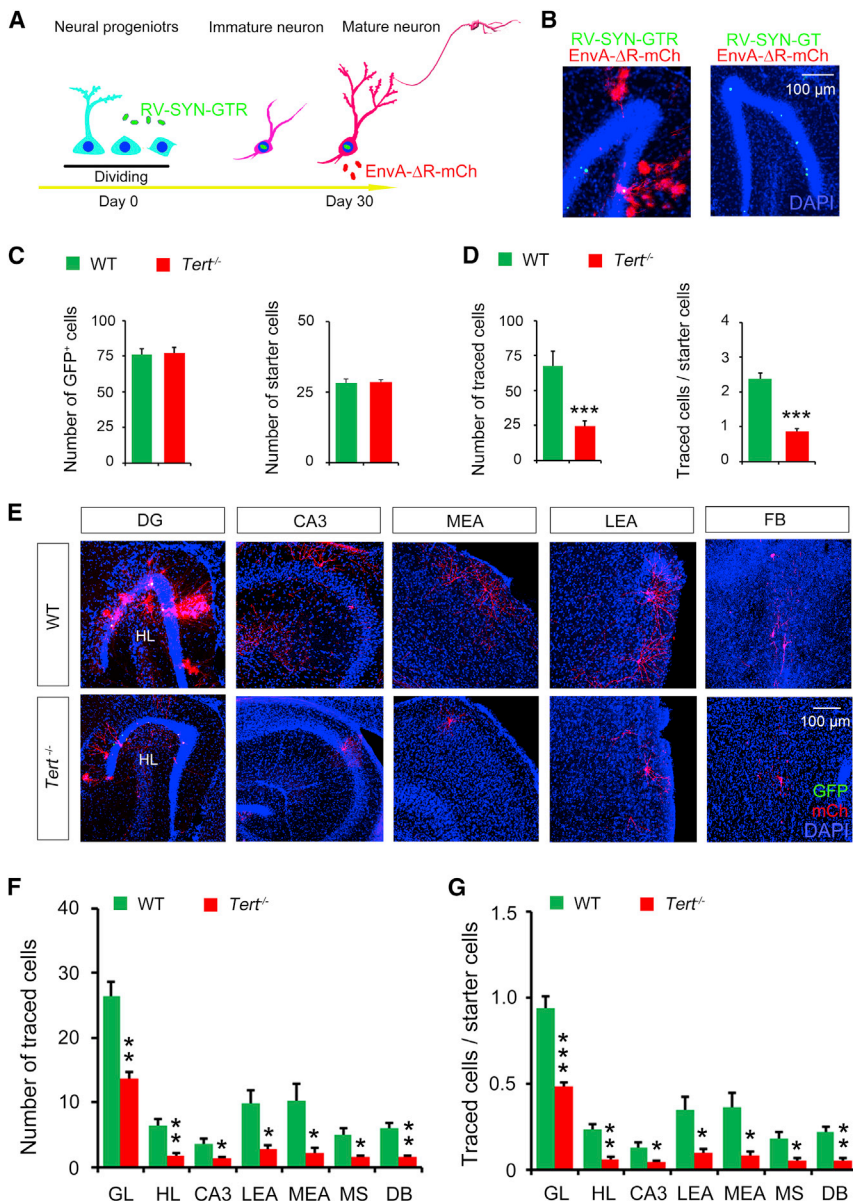 A
Neural progeniotrs
Immature neuron
Mature neuron
RV-SYN-GTR
EnvA-ΔR-mCh
Dividing
Day 0
Day 30
B
RV-SYN-GTR
EnvA-ΔR-mCh
RV-SYN-GT
EnvA-ΔR-mCh
100 µm
DAPI
C
WT
Tert-/-
Number of GFP+ cells
100
75
50
25
0
Number of starter cells
50
25
0
D
WT
Tert-/-
Number of traced cells
100
75
50
25
0
***
Traced cells / starter cells
4
3
2
1
0
***
E
DG
CA3
MEA
LEA
FB
WT
HL
Tert-/-
HL
100 µm
GFP
mCh
DAPI
F
WT
Tert-/-
Number of traced cells
40
30
20
10
0
**
**
*
*
*
*
**
GL HL CA3 LEA MEA MS DB
G
WT
Tert-/-
Traced cells / starter cells
1.5
1.0
0.5
0
***
**
*
*
*
*
**
GL HL CA3 LEA MEA MS DB